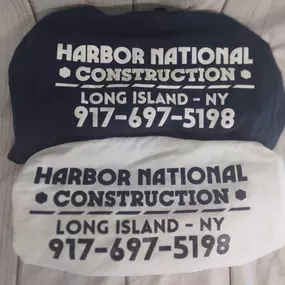 HARBOR NATIONAL
CONSTRUCTION
LONG ISLAND - NY
917-697-5198
HARBOR NATIONAL
CONSTRUCTION
LONG ISLAND - NY
917-697-5198